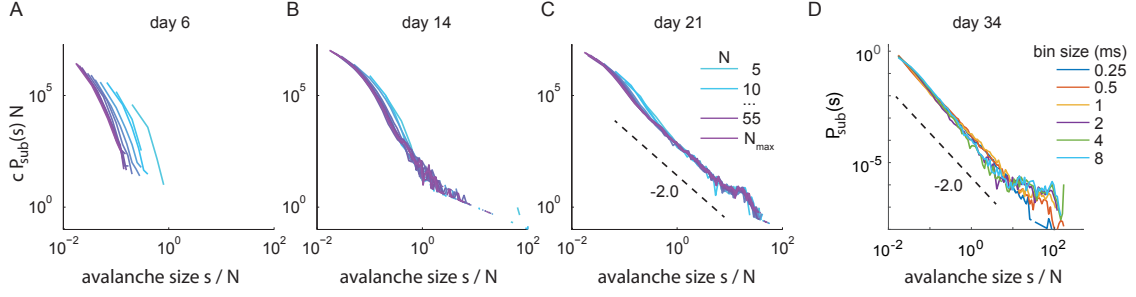 A
day 6
c P_sub(s) N
10^5
10^0
10^-2
10^0
10^2
avalanche size s / N
B
day 14
10^5
10^0
10^-2
10^0
10^2
avalanche size s / N
C
day 21
10^5
10^0
10^-2
10^0
10^2
avalanche size s / N
N
5
10
...
55
N_max
-2.0
D
day 34
P_sub(s)
10^0
10^-5
10^-2
10^0
10^2
avalanche size s / N
bin size (ms)
0.25
0.5
1
2
4
8
-2.0